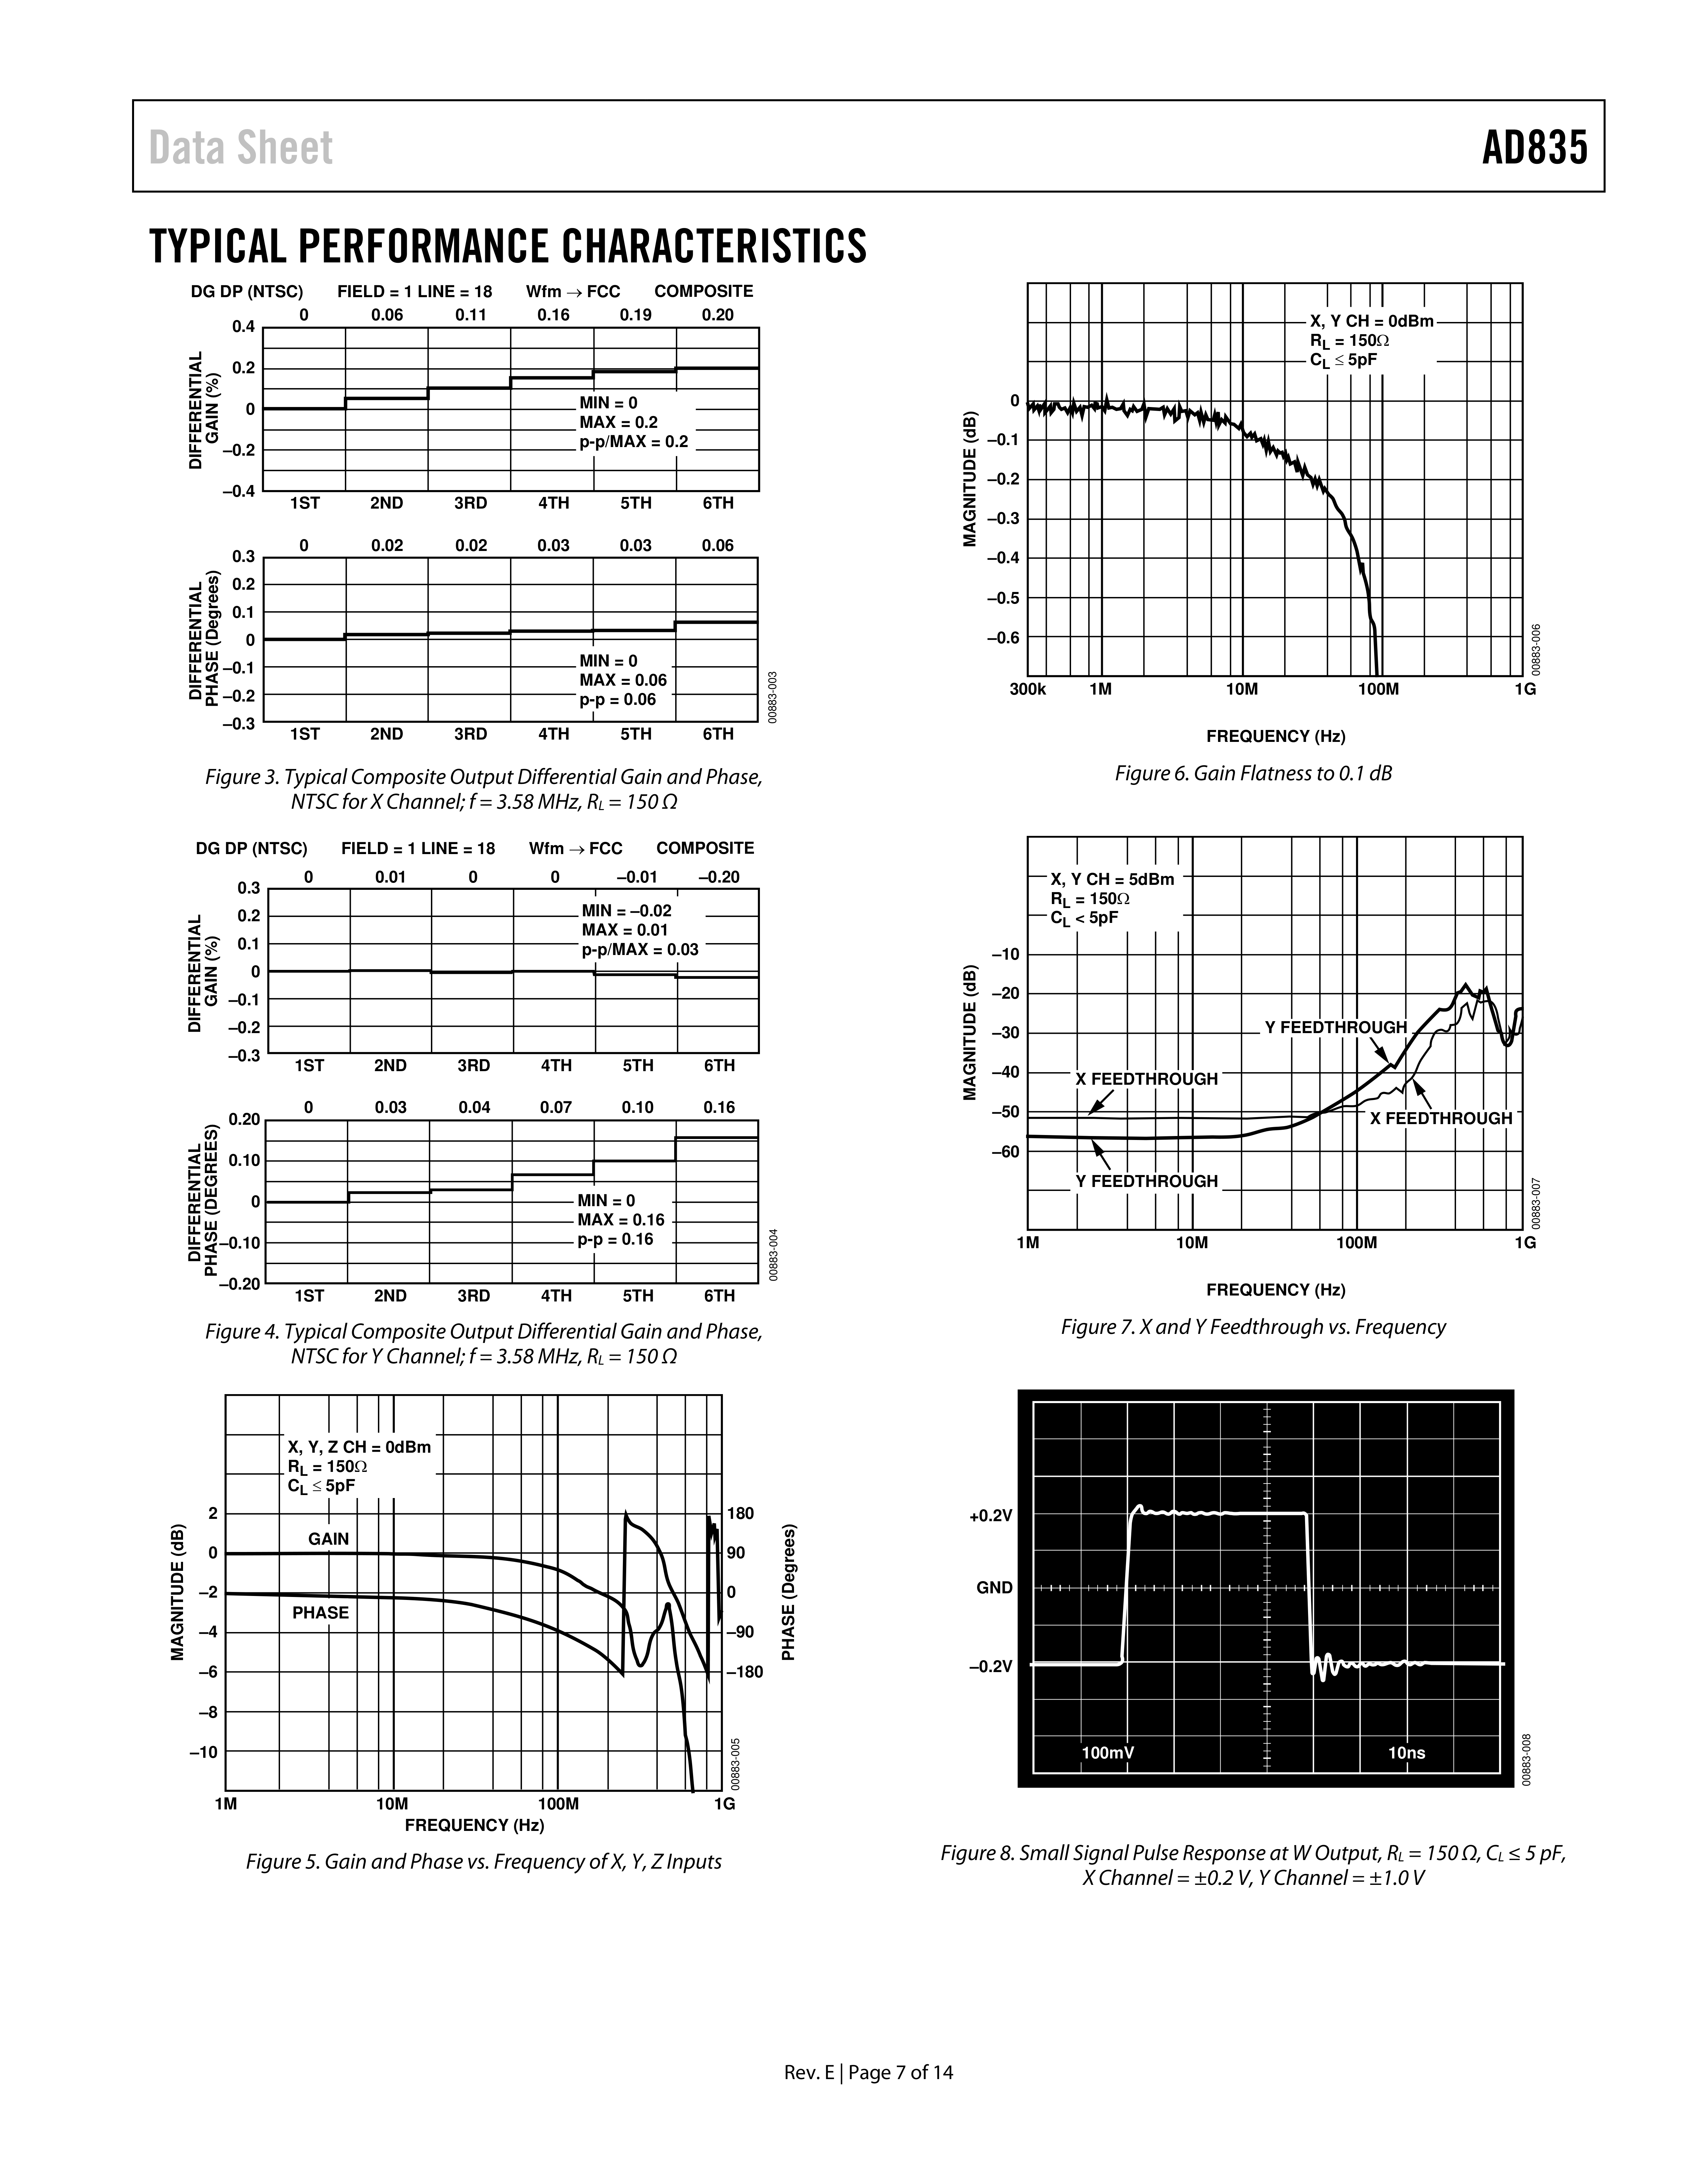 Data Sheet
AD835
TYPICAL PERFORMANCE CHARACTERISTICS
DG DP (NTSC) FIELD = 1 LINE = 18 Wfm → FCC COMPOSITE
0 0.06 0.11 0.16 0.19 0.20
0.4
0.2
0
–0.2
–0.4
DIFFERENTIAL
GAIN (%)
MIN = 0
MAX = 0.2
p-p/MAX = 0.2
1ST 2ND 3RD 4TH 5TH 6TH
0 0.02 0.02 0.03 0.03 0.06
0.3
0.2
0.1
0
–0.1
–0.2
–0.3
DIFFERENTIAL
PHASE (Degrees)
MIN = 0
MAX = 0.06
p-p = 0.06
1ST 2ND 3RD 4TH 5TH 6TH
00883-003
Figure 3. Typical Composite Output Differential Gain and Phase,
NTSC for X Channel; f = 3.58 MHz, RL = 150 Ω
DG DP (NTSC) FIELD = 1 LINE = 18 Wfm → FCC COMPOSITE
0 0.01 0 0 –0.01 –0.20
0.3
0.2
0.1
0
–0.1
–0.2
–0.3
DIFFERENTIAL
GAIN (%)
MIN = –0.02
MAX = 0.01
p-p/MAX = 0.03
1ST 2ND 3RD 4TH 5TH 6TH
0 0.03 0.04 0.07 0.10 0.16
0.20
0.10
0
–0.10
–0.20
DIFFERENTIAL
PHASE (DEGREES)
MIN = 0
MAX = 0.16
p-p = 0.16
1ST 2ND 3RD 4TH 5TH 6TH
00883-004
Figure 4. Typical Composite Output Differential Gain and Phase,
NTSC for Y Channel; f = 3.58 MHz, RL = 150 Ω
X, Y, Z CH = 0dBm
RL = 150Ω
CL ≤ 5pF
2
0
–2
–4
–6
–8
–10
MAGNITUDE (dB)
GAIN
PHASE
180
90
0
–90
–180
PHASE (Degrees)
1M 10M 100M 1G
FREQUENCY (Hz)
00883-005
Figure 5. Gain and Phase vs. Frequency of X, Y, Z Inputs
X, Y CH = 0dBm
RL = 150Ω
CL ≤ 5pF
0
–0.1
–0.2
–0.3
–0.4
–0.5
–0.6
MAGNITUDE (dB)
300k 1M 10M 100M 1G
FREQUENCY (Hz)
00883-006
Figure 6. Gain Flatness to 0.1 dB
X, Y CH = 5dBm
RL = 150Ω
CL < 5pF
–10
–20
–30
–40
–50
–60
MAGNITUDE (dB)
Y FEEDTHROUGH
X FEEDTHROUGH
X FEEDTHROUGH
Y FEEDTHROUGH
1M 10M 100M 1G
FREQUENCY (Hz)
00883-007
Figure 7. X and Y Feedthrough vs. Frequency
+0.2V
GND
–0.2V
100mV 10ns
00883-008
Figure 8. Small Signal Pulse Response at W Output, RL = 150 Ω, CL ≤ 5 pF,
X Channel = ±0.2 V, Y Channel = ±1.0 V
Rev. E | Page 7 of 14